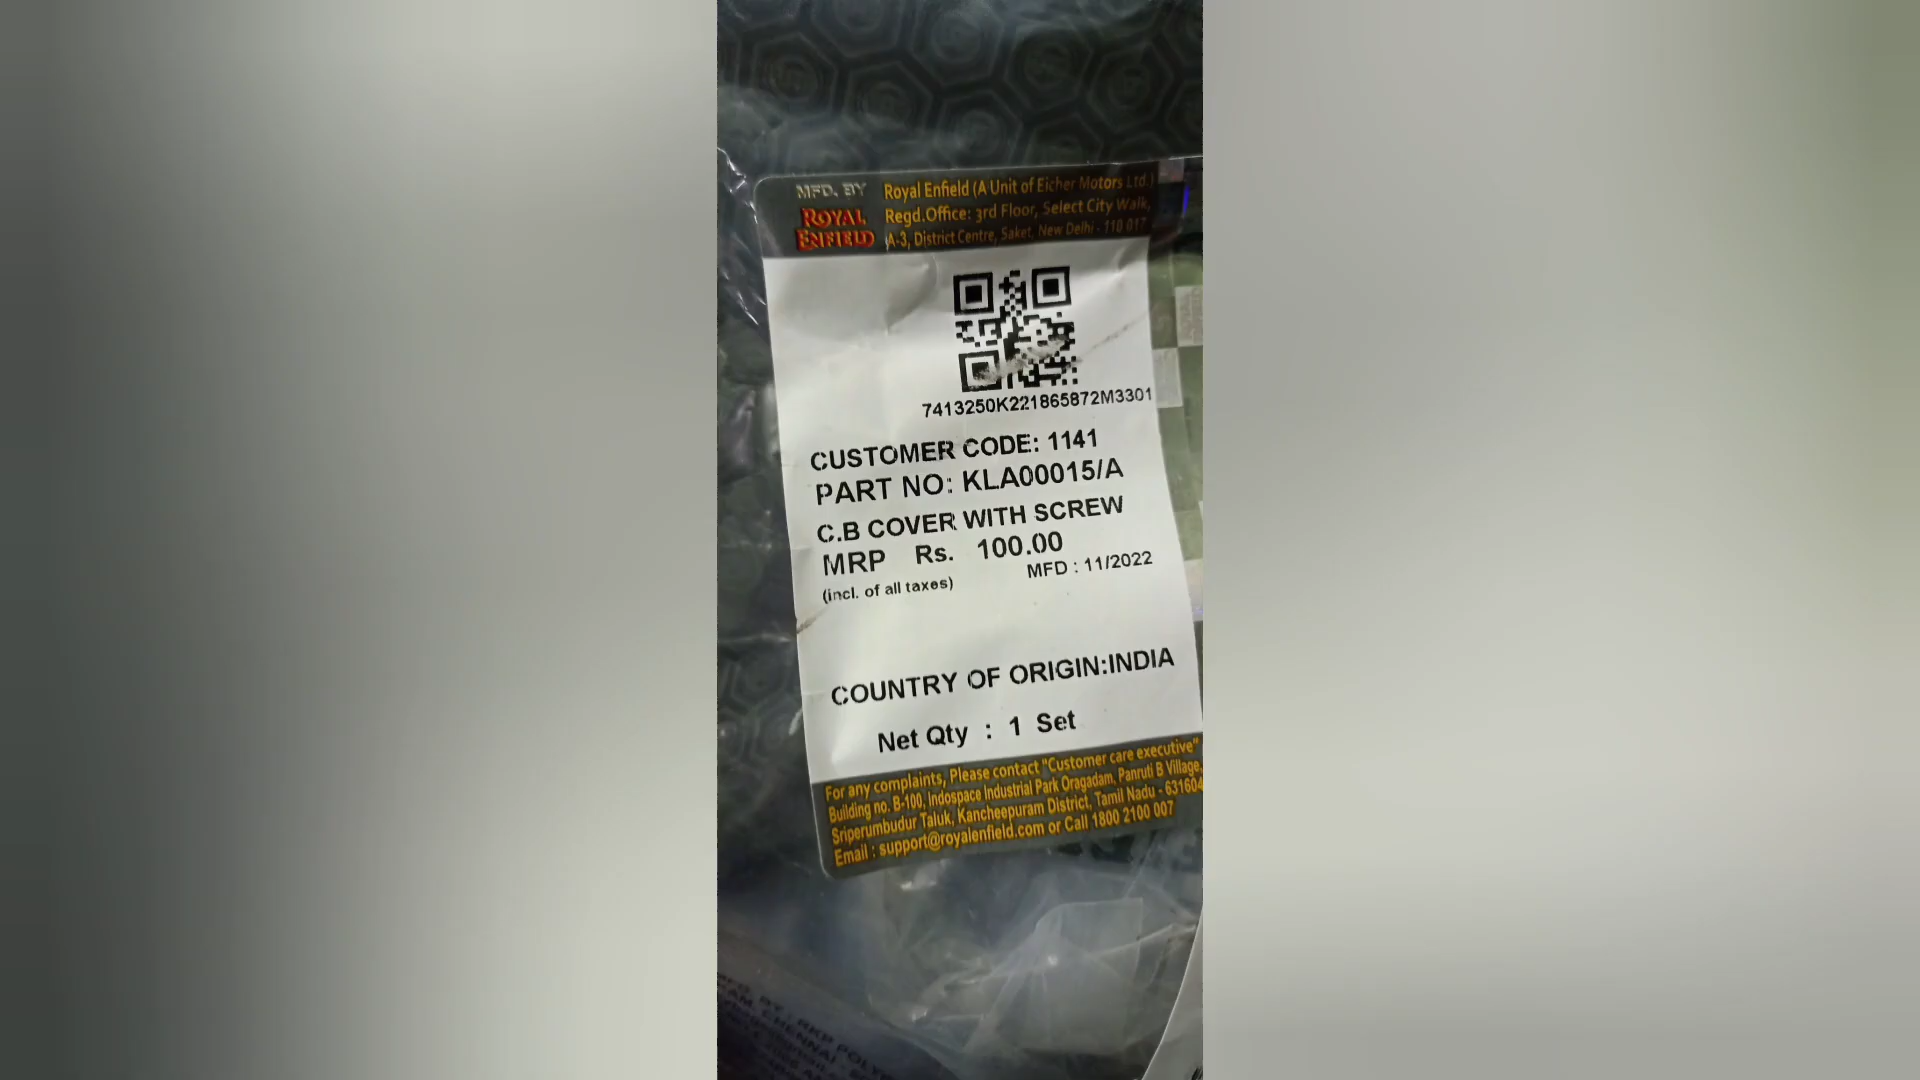 MFD. BY
ROYAL
ENFIELD
Royal Enfield (A Unit of Eicher Motors Ltd.)
Regd.Office: 3rd Floor, Select City Walk,
A-3, District Centre, Saket, New Delhi - 110 017
7413250K221865872M3301
CUSTOMER CODE: 1141
PART NO: KLA00015/A
C.B COVER WITH SCREW
MRP Rs. 100.00
(incl. of all taxes)
MFD : 11/2022
COUNTRY OF ORIGIN:INDIA
Net Qty : 1 Set
For any complaints, Please contact "Customer care executive"
Building no. B-100, Indospace Industrial Park Oragadam, Panruti B Village,
Sriperumbudur Taluk, Kancheepuram District, Tamil Nadu - 631604
Email : support@royalenfield.com or Call 1800 2100 007